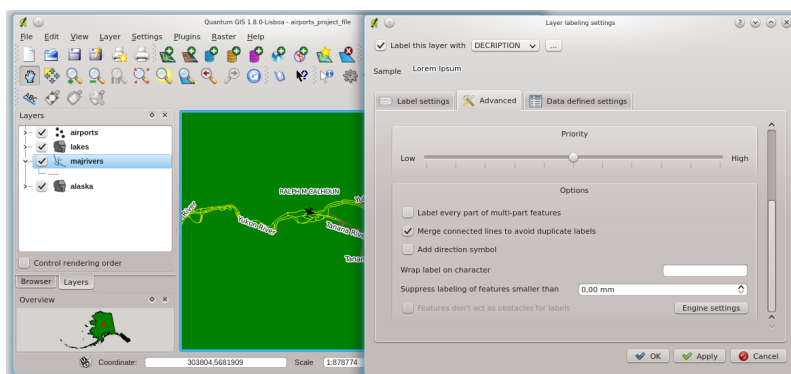 Quantum GIS 1.8.0-Lisboa - airports_project_file
File Edit View Layer Settings Plugins Raster Help
ABC
Layers
airports
lakes
majrivers
alaska
Control rendering order
Browser Layers
Overview
Coordinate: 303804,5681909 Scale 1:878774
RALPH M CALHOUN
River
Yukon River
Yu
Tanana River
Tanan
Layer labeling settings
Label this layer with DECRIPTION ...
Sample Lorem Ipsum
Label settings Advanced Data defined settings
Priority
Low High
Options
Label every part of multi-part features
Merge connected lines to avoid duplicate labels
Add direction symbol
Wrap label on character
Suppress labeling of features smaller than 0,00 mm
Features don't act as obstacles for labels Engine settings
OK Apply Cancel